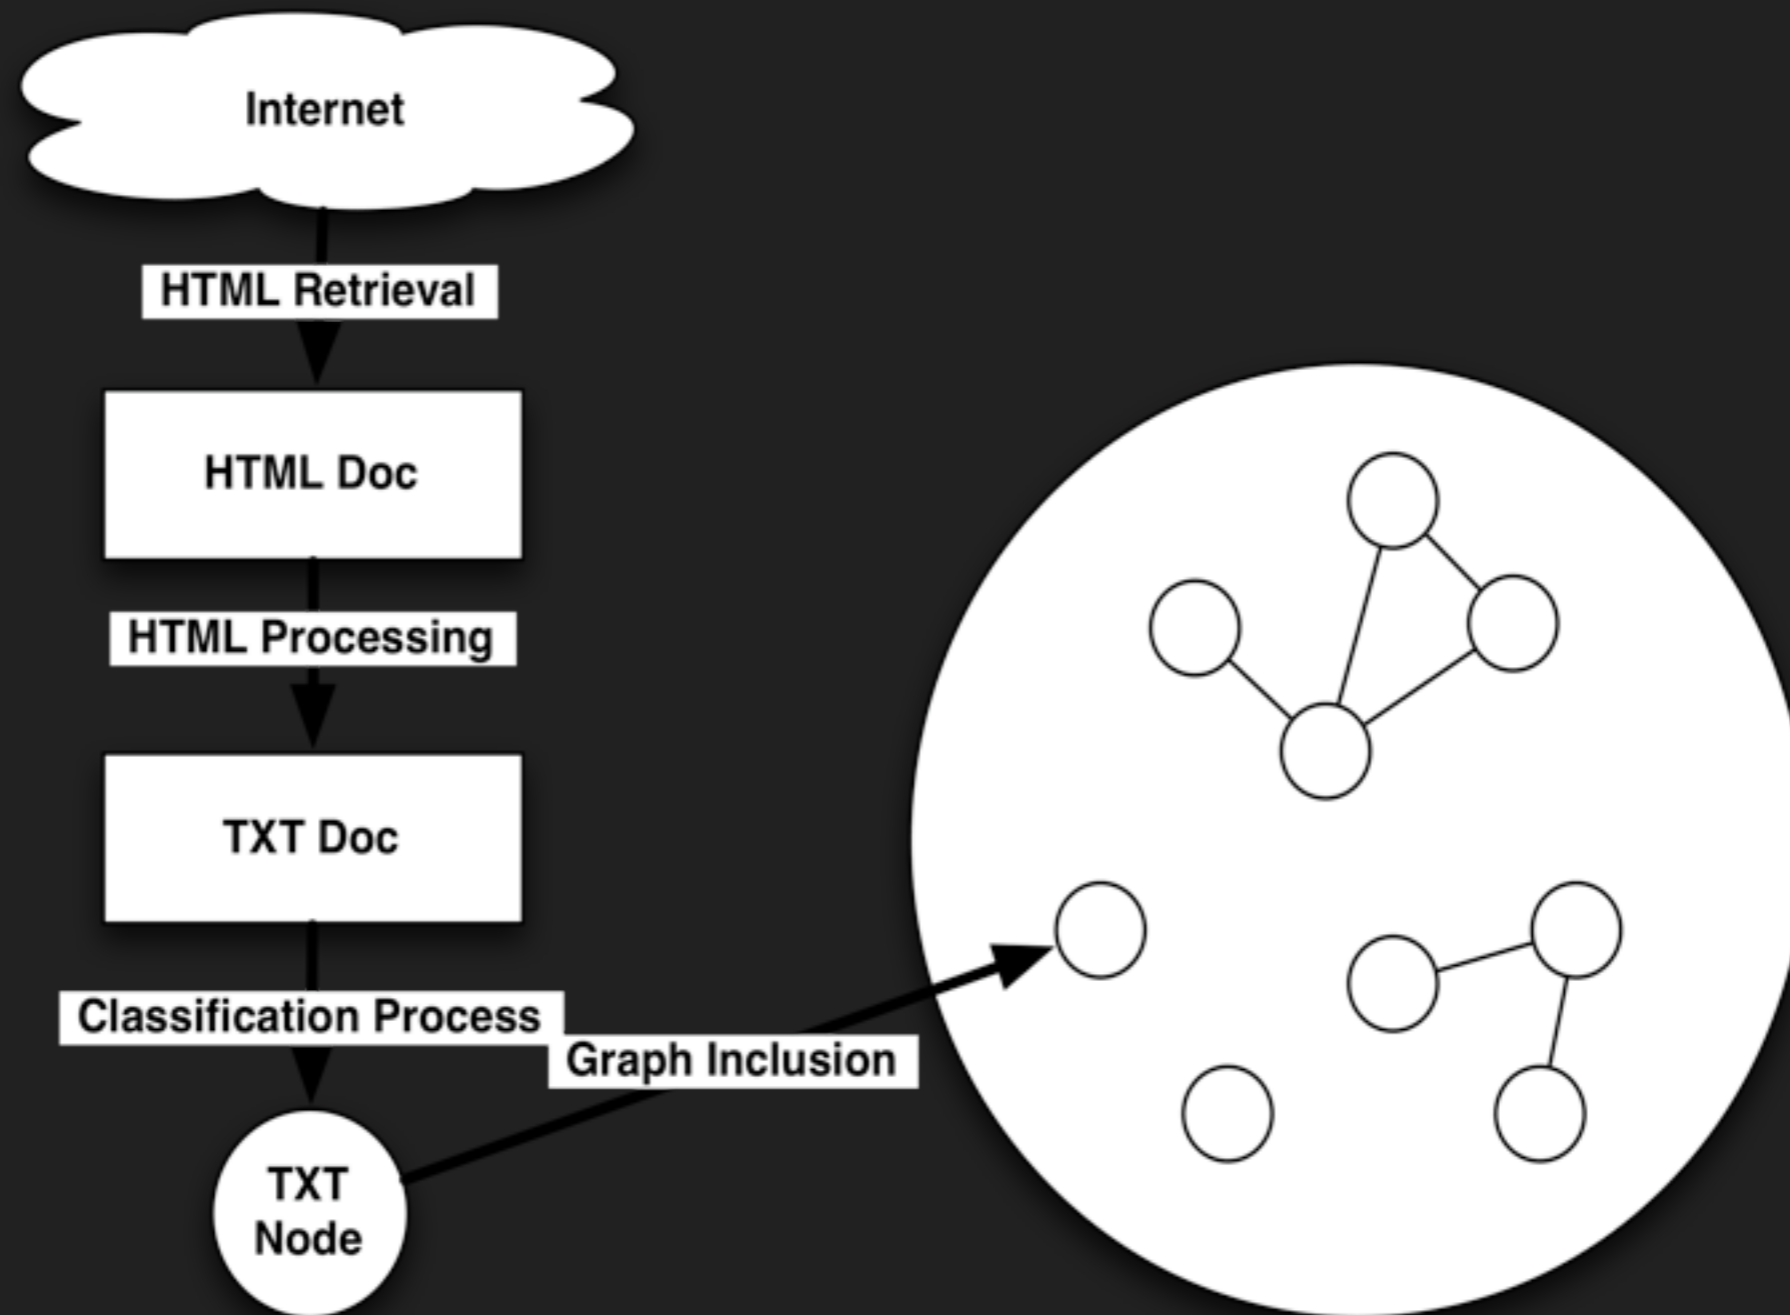 Internet
HTML Retrieval
HTML Doc
HTML Processing
TXT Doc
Classification Process
Graph Inclusion
TXT
Node